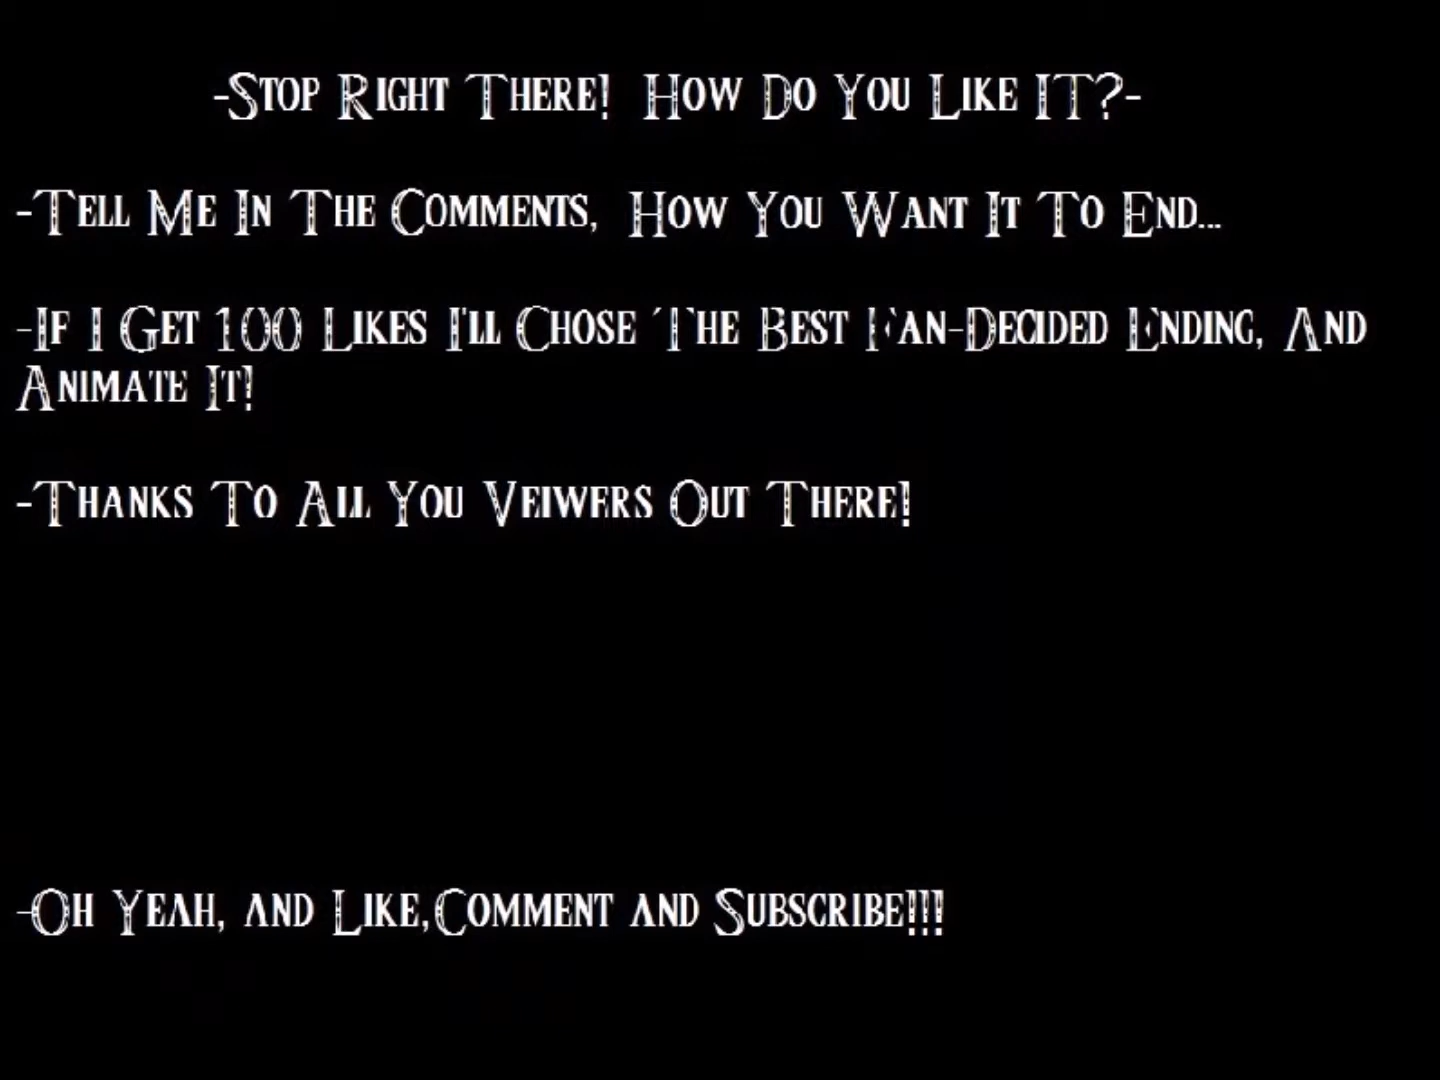 -Stop Right There! How Do You Like IT?-
-Tell Me In The Comments, How You Want It To End...
-If I Get 100 Likes I'll Chose The Best Fan-Decided Ending, And
Animate It!
-Thanks To All You Veiwers Out There!
-Oh Yeah, and Like,Comment and Subscribe!!!